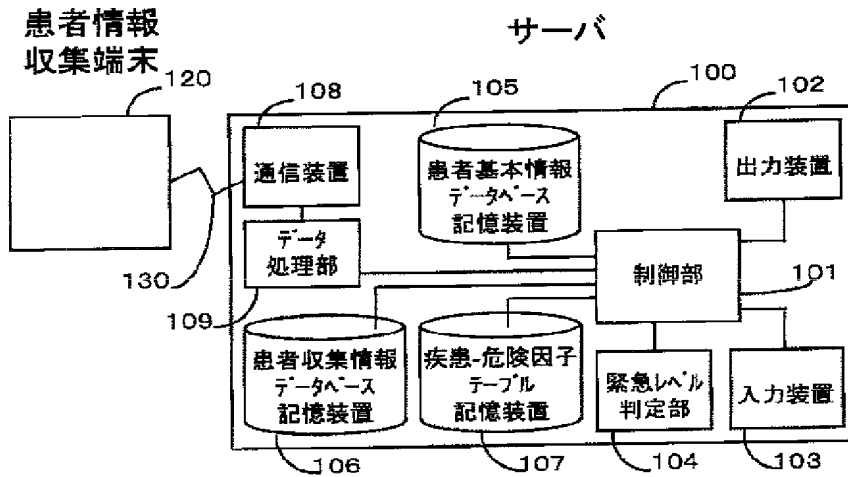 患者情報
収集端末
サーバ
120
108
105
100
102
通信装置
患者基本情報
データベース
記憶装置
出力装置
データ
処理部
制御部
130
109
101
患者収集情報
データベース
記憶装置
疾患-危険因子
テーブル
記憶装置
緊急レベル
判定部
入力装置
106
107
104
103